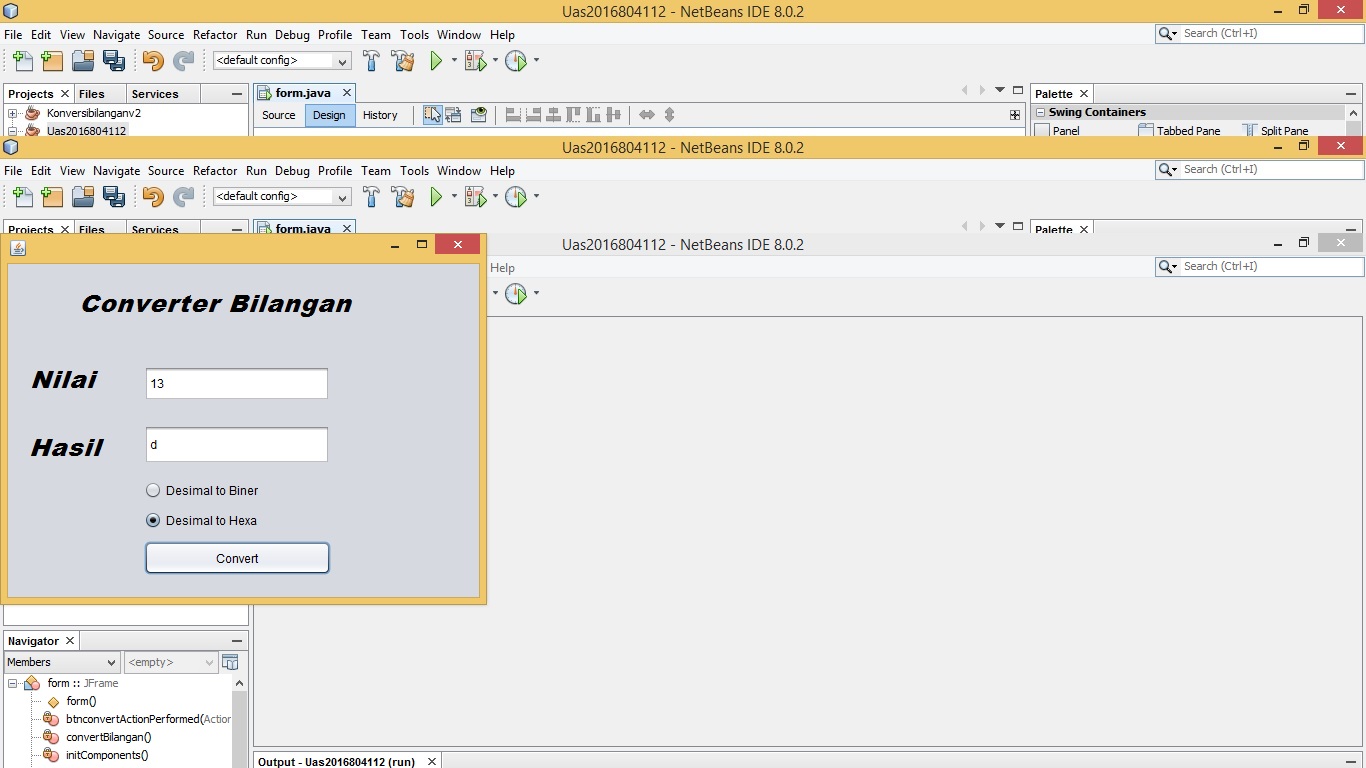 Uas2016804112 - NetBeans IDE 8.0.2
File Edit View Navigate Source Refactor Run Debug Profile Team Tools Window Help
Search (Ctrl+I)
<default config>
Projects Files Services
form.java
Palette
Source Design History
Swing Containers
Konversibilanganv2
Uas2016804112
Panel Tabbed Pane Split Pane
Uas2016804112 - NetBeans IDE 8.0.2
File Edit View Navigate Source Refactor Run Debug Profile Team Tools Window Help
Search (Ctrl+I)
<default config>
Projects Files Services
form.java
Palette
Uas2016804112 - NetBeans IDE 8.0.2
Help
Search (Ctrl+I)
Converter Bilangan
Nilai
13
Hasil
d
Desimal to Biner
Desimal to Hexa
Convert
Navigator
Members
<empty>
form :: JFrame
form()
btnconvertActionPerformed(Action
convertBilangan()
initComponents()
Output - Uas2016804112 (run)